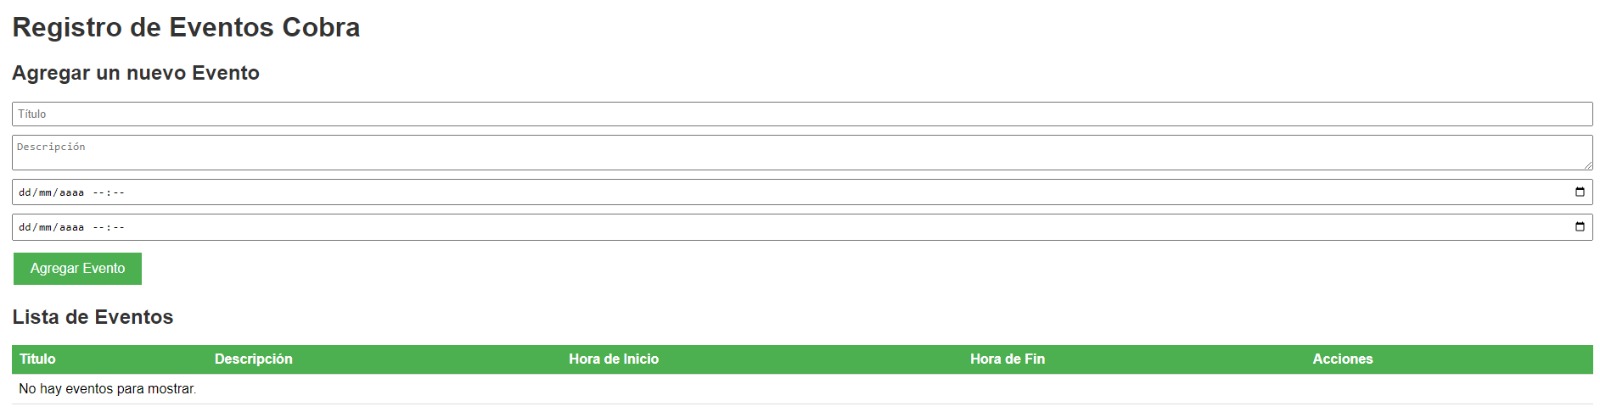 Registro de Eventos Cobra
Agregar un nuevo Evento
Título
Descripción
dd/mm/aaaa --:--
dd/mm/aaaa --:--
Agregar Evento
Lista de Eventos
Titulo Descripción Hora de Inicio Hora de Fin Acciones
No hay eventos para mostrar.